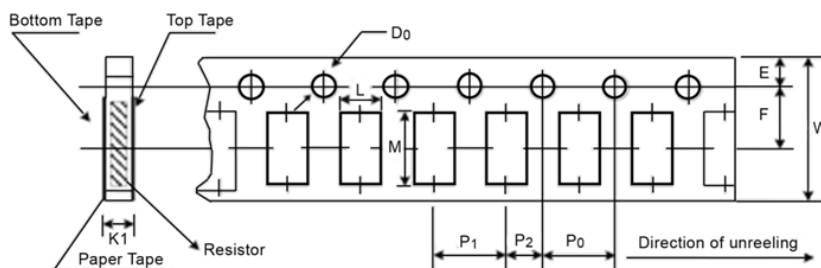 Bottom Tape
Top Tape
D0
E
L
F
W
M
K1
Resistor
Paper Tape
P1
P2
P0
Direction of unreeling